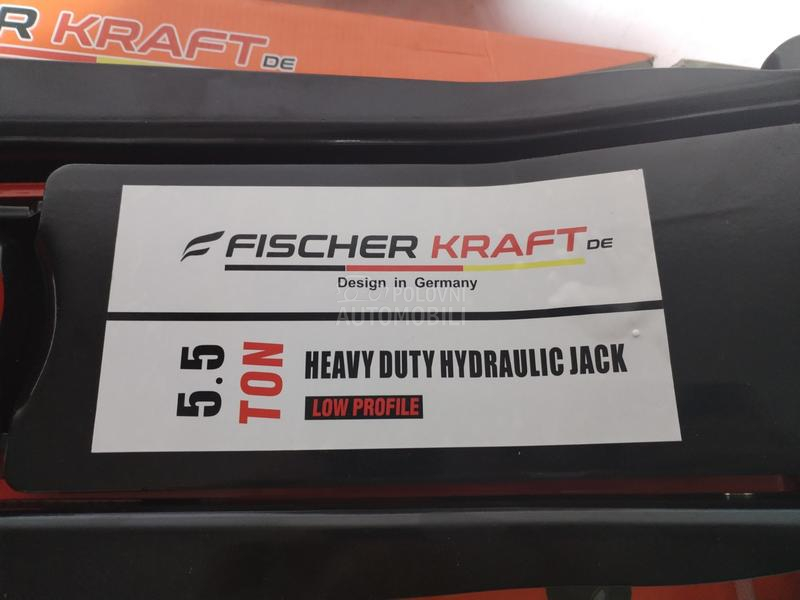 R KRAFT DE
FISCHER KRAFT DE
Design in Germany
POLOVNI
AUTOMOBILI
5.5
TON
HEAVY DUTY HYDRAULIC JACK
LOW PROFILE